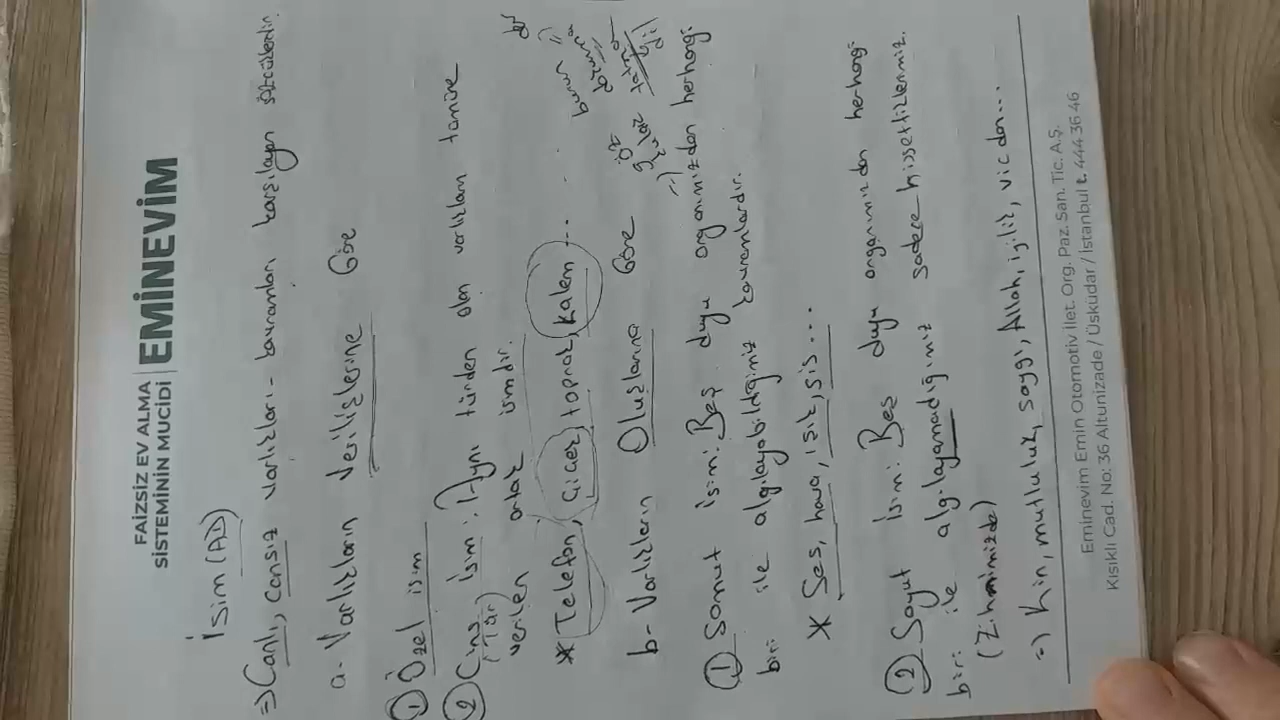 FAİZSİZ EV ALMA
SİSTEMİNİN MUCİDİ
EMİNEVİM
İsim (AD)
=> Canlı, cansız varlıkları - kavramları karşılayan sözcüklerdir.
a- Varlıkların Verilişlerine Göre
① Özel isim
② Cins isim: Aynı türden olan varlıkların tamamına
(Tür)
verilen ortak isimdir.
* Telefon, çiçek, toprak, kalem...
b- Varlıkların Oluşlarına Göre
① Somut isim: Beş duyu organımızdan herhangi
biri ile algılayabildiğimiz kavramlardır.
* Ses, hava, ısı, sis...
② Soyut isim: Beş duyu organımızdan herhangi
biri ile algılayamadığımız sadece hissettiklerimiz.
(Zihnimizde)
=> Kin, mutluluk, saygı, Allah, iyilik, vicdan...
Eminevim Emin Otomotiv İlet. Org. Paz. San. Tic. A.Ş.
Kısıklı Cad. No: 36 Altunizade / Üsküdar / İstanbul t. 444 36 46